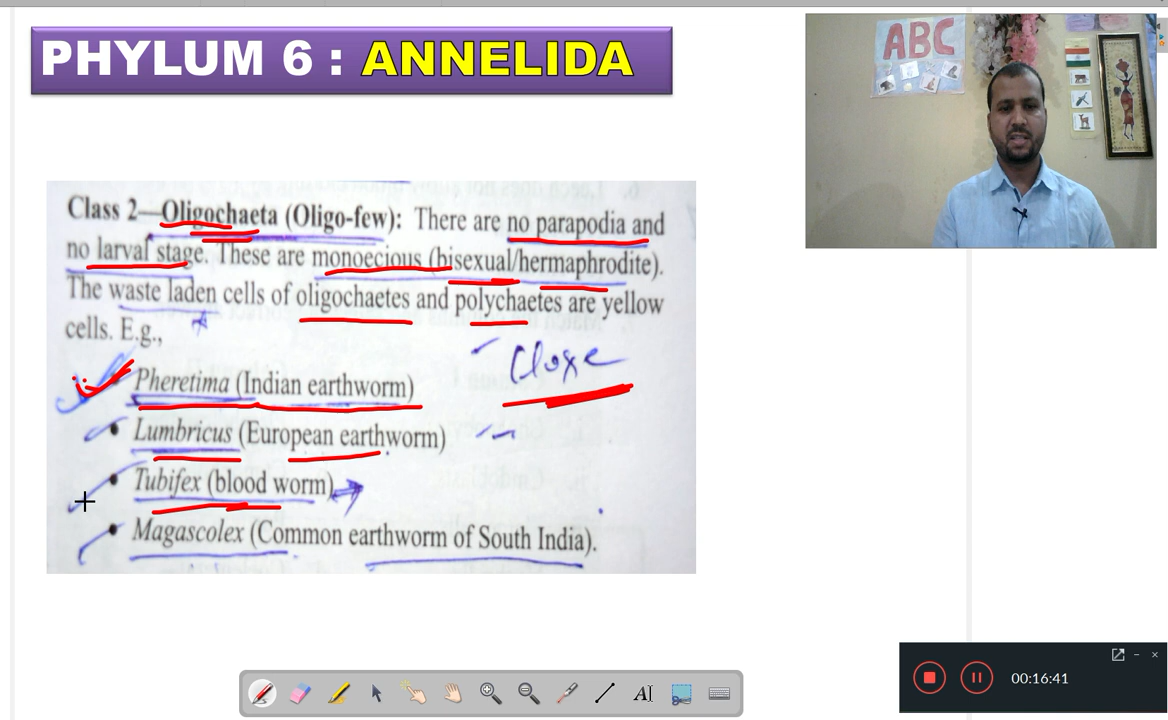 PHYLUM 6 : ANNELIDA
ABC
Class 2—Oligochaeta (Oligo-few): There are no parapodia and
no larval stage. These are monoecious (bisexual/hermaphrodite).
The waste laden cells of oligochaetes and polychaetes are yellow
cells. E.g.,
Pheretima (Indian earthworm)
Lumbricus (European earthworm)
Tubifex (blood worm)
Magascolex (Common earthworm of South India).
00:16:41